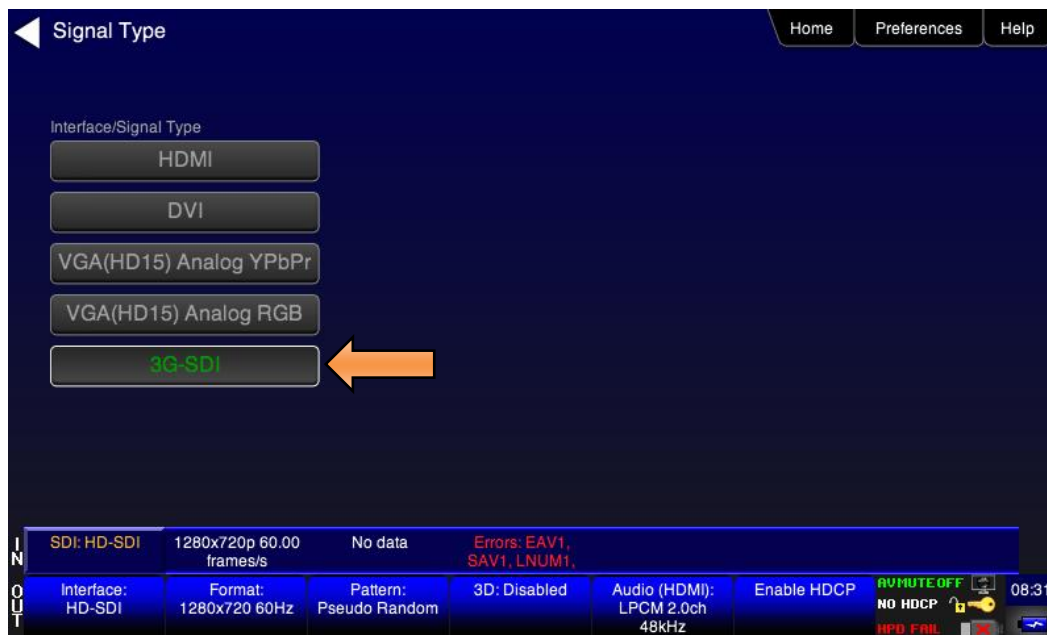 Signal Type
Home
Preferences
Help
Interface/Signal Type
HDMI
DVI
VGA(HD15) Analog YPbPr
VGA(HD15) Analog RGB
3G-SDI
IN
SDI: HD-SDI
1280x720p 60.00
frames/s
No data
Errors: EAV1,
SAV1, LNUM1,
OUT
Interface:
HD-SDI
Format:
1280x720 60Hz
Pattern:
Pseudo Random
3D: Disabled
Audio (HDMI):
LPCM 2.0ch
48kHz
Enable HDCP
AVMUTE OFF
NO HDCP
HPD FAIL
08:31